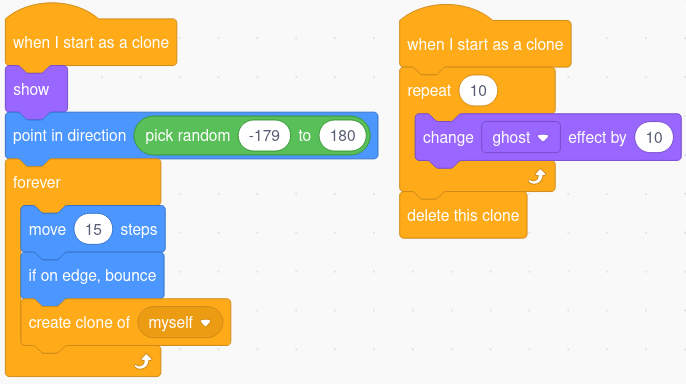 when I start as a clone
show
point in direction pick random -179 to 180
forever
move 15 steps
if on edge, bounce
create clone of myself
when I start as a clone
repeat 10
change ghost effect by 10
delete this clone